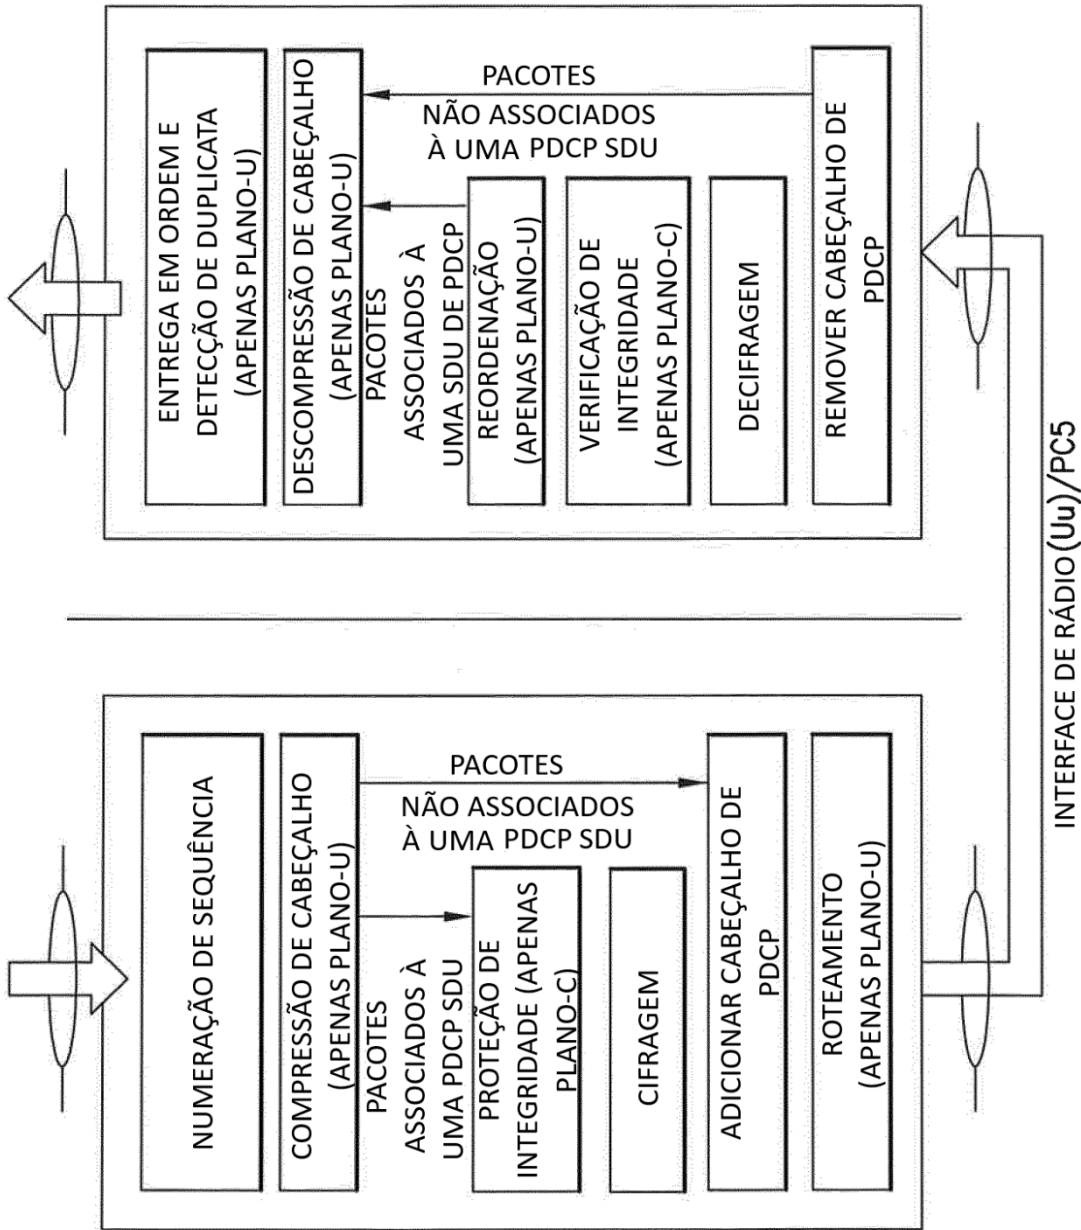 NUMERAÇÃO DE SEQUÊNCIA
COMPRESSÃO DE CABEÇALHO
(APENAS PLANO-U)
PACOTES
ASSOCIADOS À
UMA PDCP SDU
PACOTES
NÃO ASSOCIADOS
À UMA PDCP SDU
PROTEÇÃO DE
INTEGRIDADE (APENAS
PLANO-C)
CIFRAGEM
ADICIONAR CABEÇALHO DE
PDCP
ROTEAMENTO
(APENAS PLANO-U)
ENTREGA EM ORDEM E
DETECÇÃO DE DUPLICATA
(APENAS PLANO-U)
DESCOMPRESSÃO DE CABEÇALHO
(APENAS PLANO-U)
PACOTES
ASSOCIADOS À
UMA SDU DE PDCP
PACOTES
NÃO ASSOCIADOS
À UMA PDCP SDU
REORDENAÇÃO
(APENAS PLANO-U)
VERIFICAÇÃO DE
INTEGRIDADE
(APENAS PLANO-C)
DECIFRAGEM
REMOVER CABEÇALHO DE
PDCP
INTERFACE DE RÁDIO (Uu)/PC5